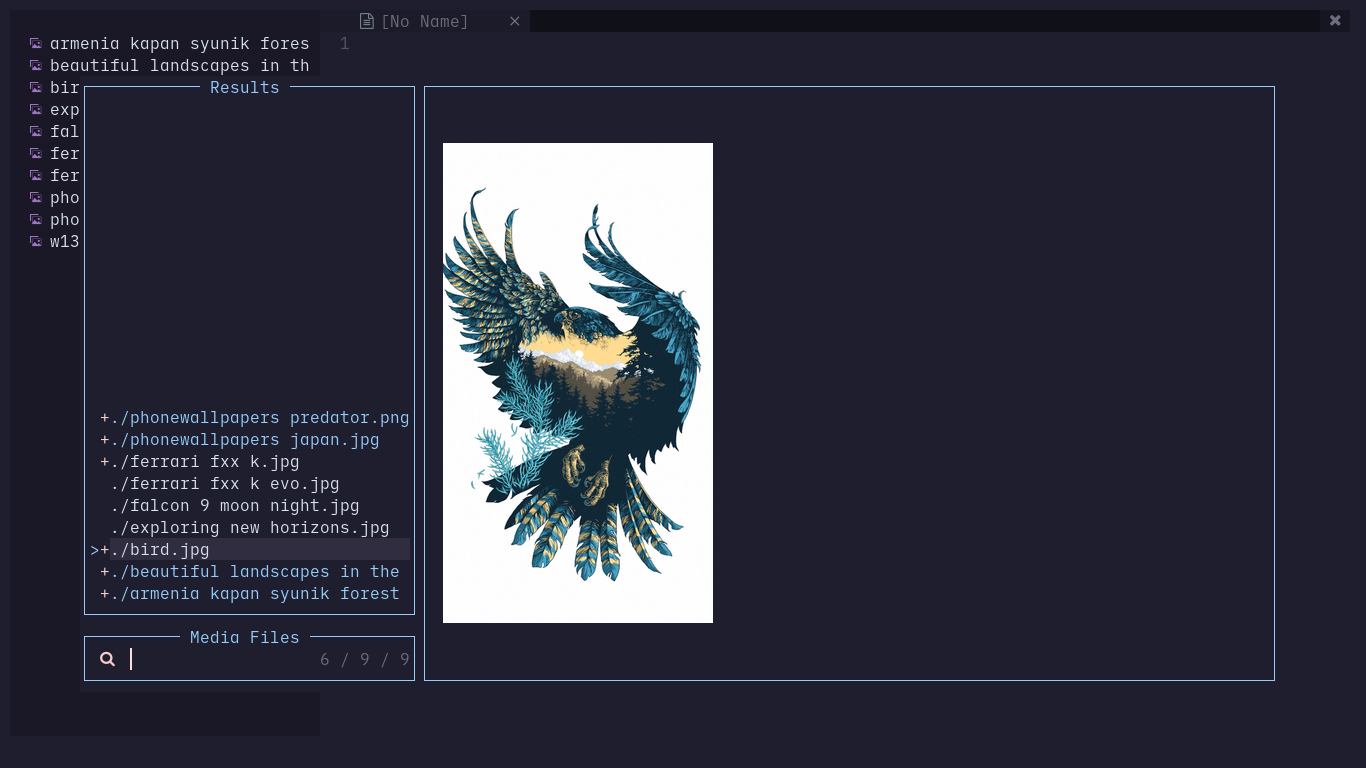 [No Name]
armenia kapan syunik fores
1
beautiful landscapes in th
bir
exp
fal
fer
fer
pho
pho
w13
Results
+./phonewallpapers predator.png
+./phonewallpapers japan.jpg
+./ferrari fxx k.jpg
./ferrari fxx k evo.jpg
./falcon 9 moon night.jpg
./exploring new horizons.jpg
>+./bird.jpg
+./beautiful landscapes in the
+./armenia kapan syunik forest
Media Files
6 / 9 / 9